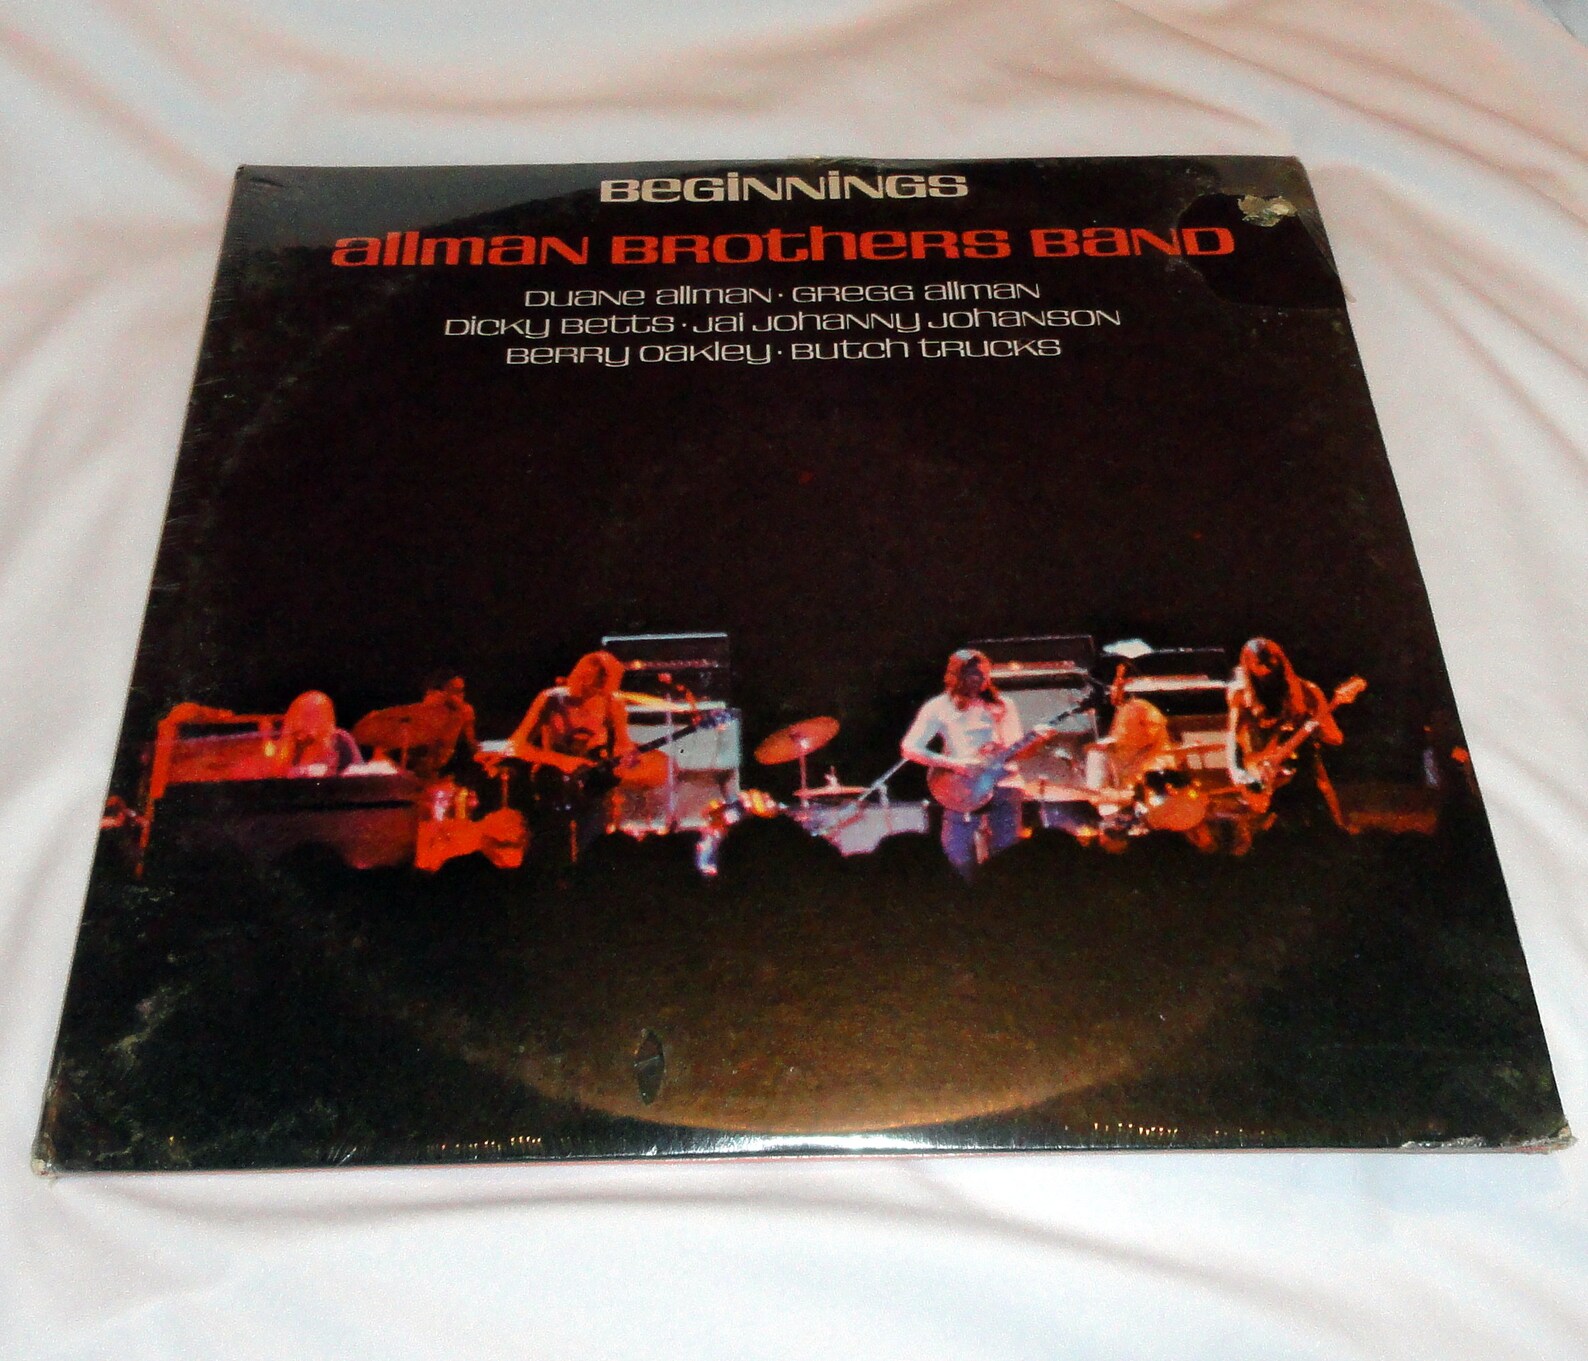 BEGINNINGS
allman BROTHERS BAND
DUANE allman · GREGG allman
Dicky Betts · Jai Johanny Johanson
BERRY Oakley · Butch Trucks